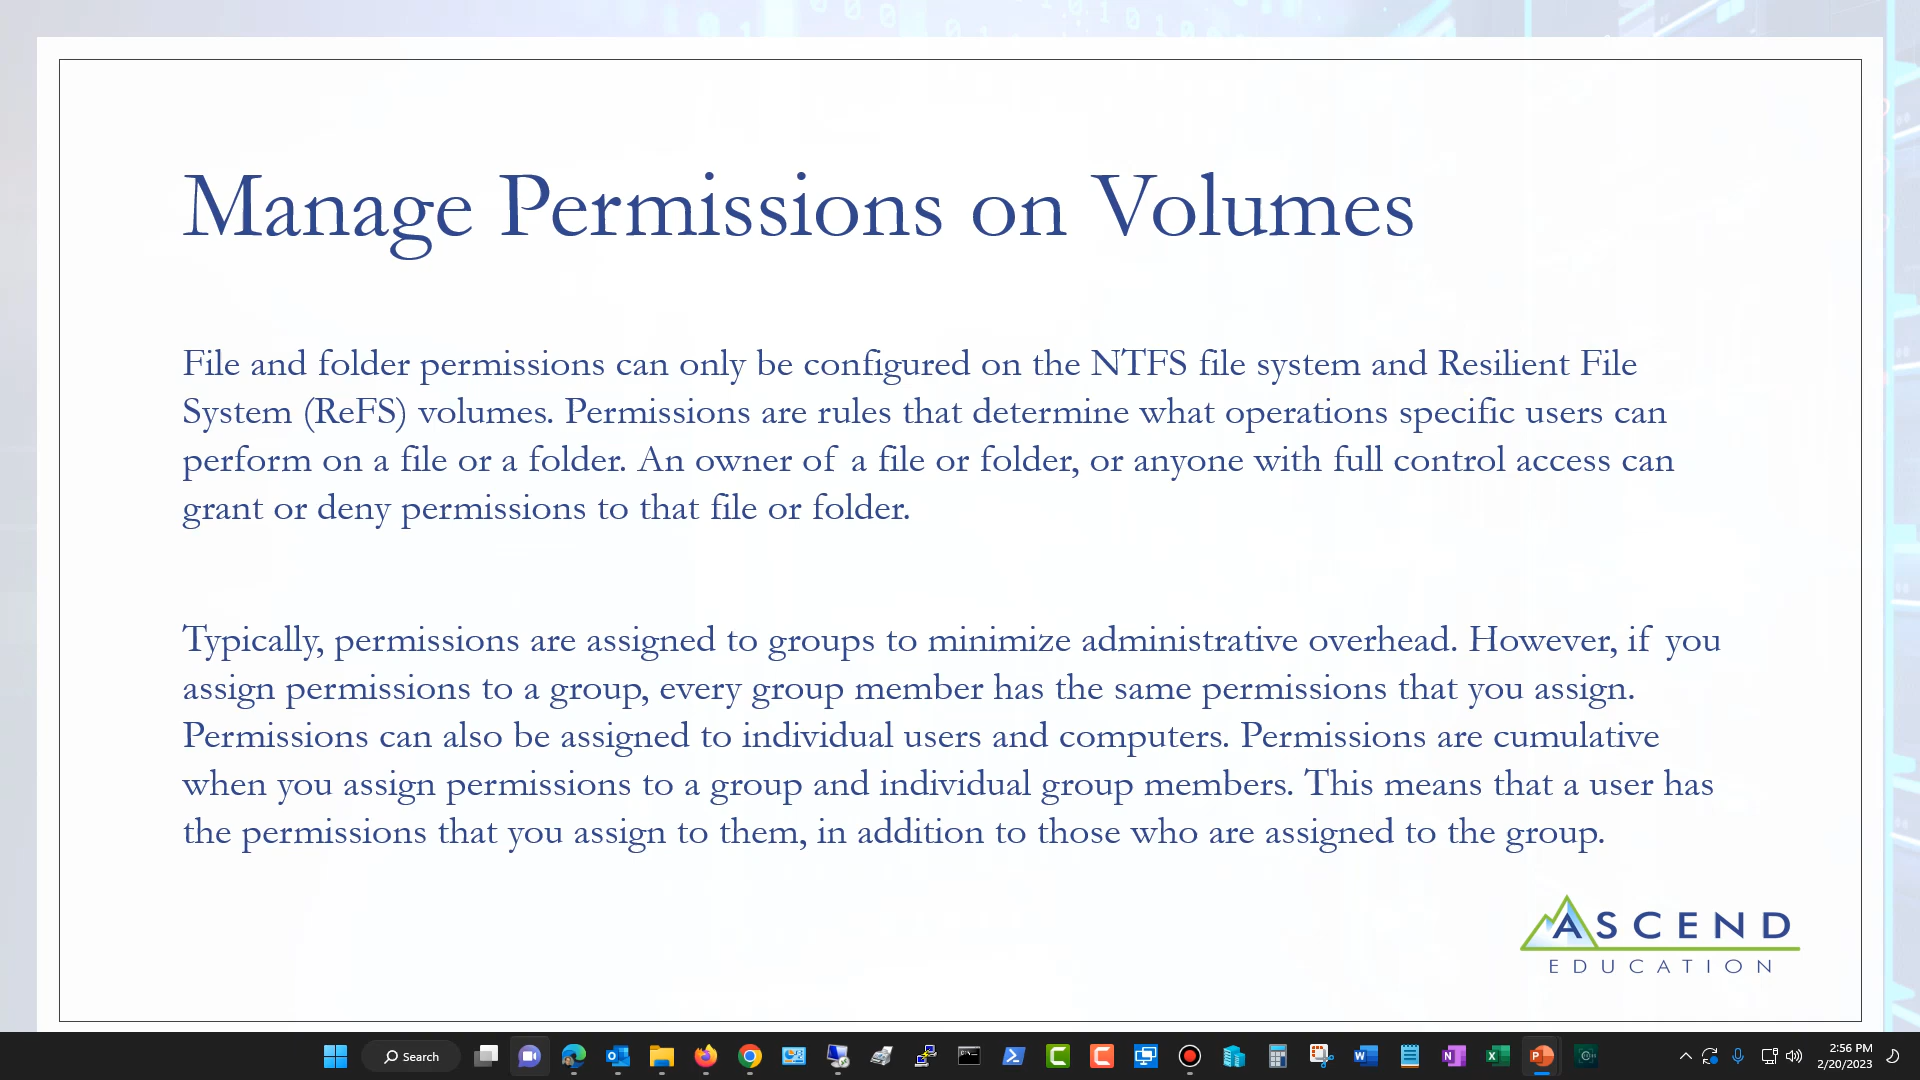 Manage Permissions on Volumes
File and folder permissions can only be configured on the NTFS file system and Resilient File
System (ReFS) volumes. Permissions are rules that determine what operations specific users can
perform on a file or a folder. An owner of a file or folder, or anyone with full control access can
grant or deny permissions to that file or folder.
Typically, permissions are assigned to groups to minimize administrative overhead. However, if you
assign permissions to a group, every group member has the same permissions that you assign.
Permissions can also be assigned to individual users and computers. Permissions are cumulative
when you assign permissions to a group and individual group members. This means that a user has
the permissions that you assign to them, in addition to those who are assigned to the group.
ASCEND
EDUCATION
Search
2:56 PM
2/20/2023